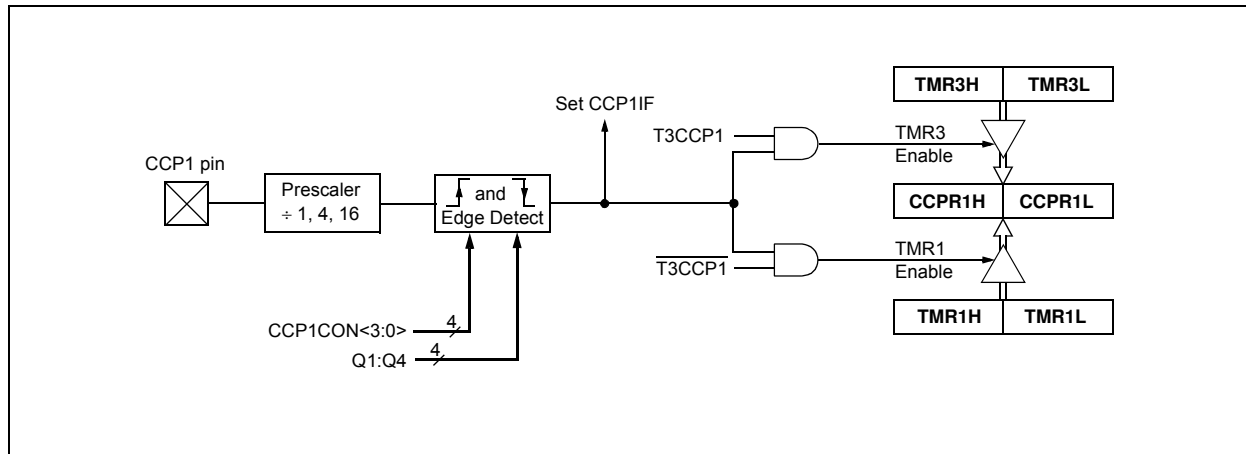 TMR3H TMR3L
Set CCP1IF
T3CCP1
TMR3
Enable
CCP1 pin
Prescaler
÷ 1, 4, 16
and
Edge Detect
CCPR1H CCPR1L
T3CCP1
TMR1
Enable
TMR1H TMR1L
CCP1CON<3:0>
4
Q1:Q4
4